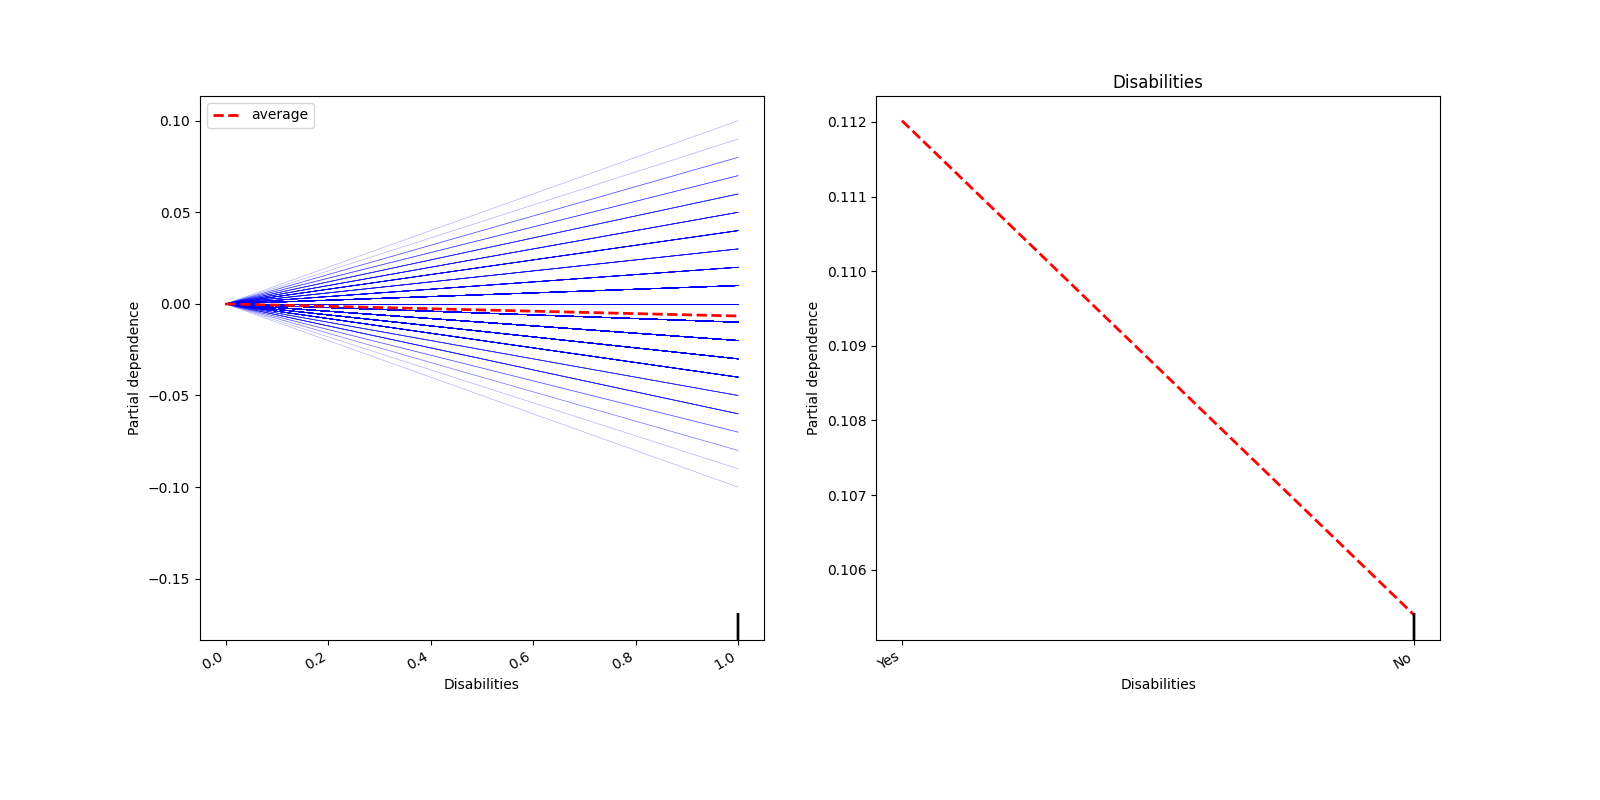 average
0.10
0.05
0.00
−0.05
−0.10
−0.15
Partial dependence
0.0
0.2
0.4
0.6
0.8
1.0
Disabilities
Disabilities
0.112
0.111
0.110
0.109
0.108
0.107
0.106
Partial dependence
Yes
No
Disabilities